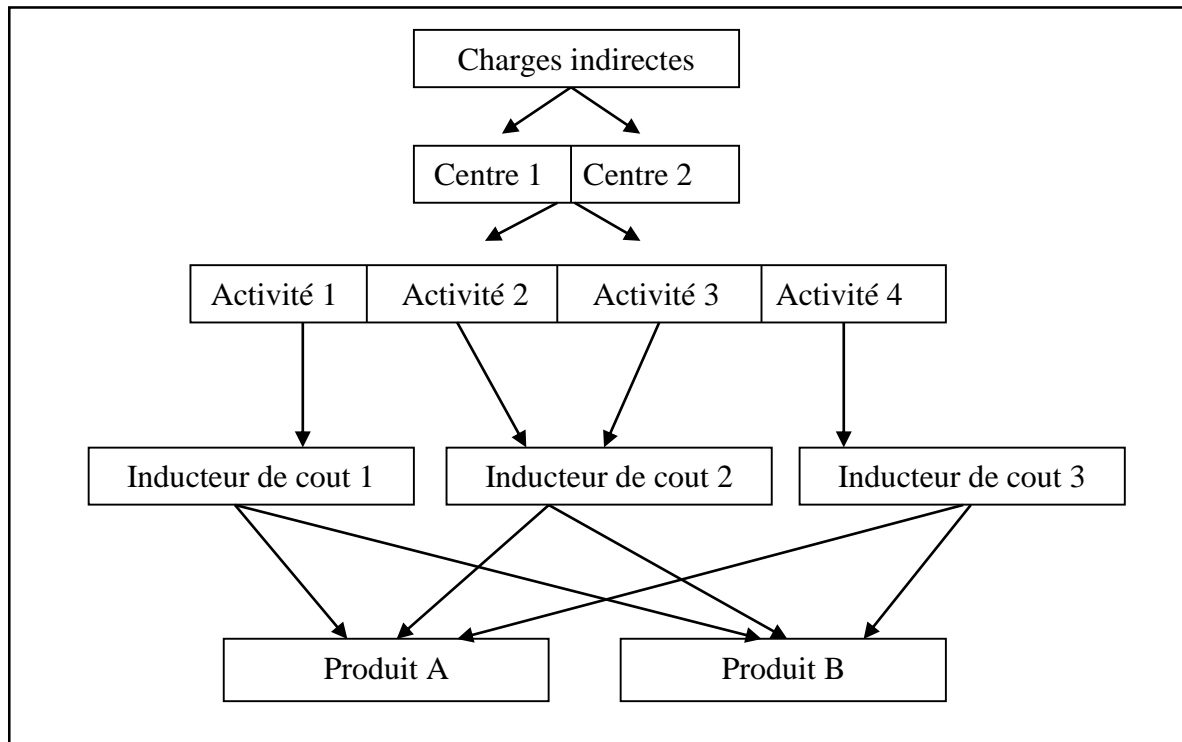 Charges indirectes
Centre 1 Centre 2
Activité 1 Activité 2 Activité 3 Activité 4
Inducteur de cout 1 Inducteur de cout 2 Inducteur de cout 3
Produit A Produit B